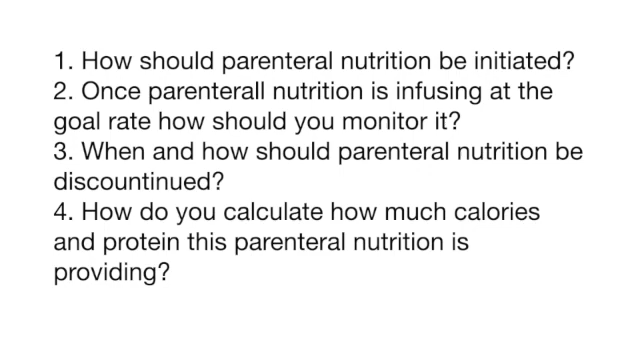 1. How should parenteral nutrition be initiated?
2. Once parenterall nutrition is infusing at the
goal rate how should you monitor it?
3. When and how should parenteral nutrition be
discountinued?
4. How do you calculate how much calories
and protein this parenteral nutrition is
providing?